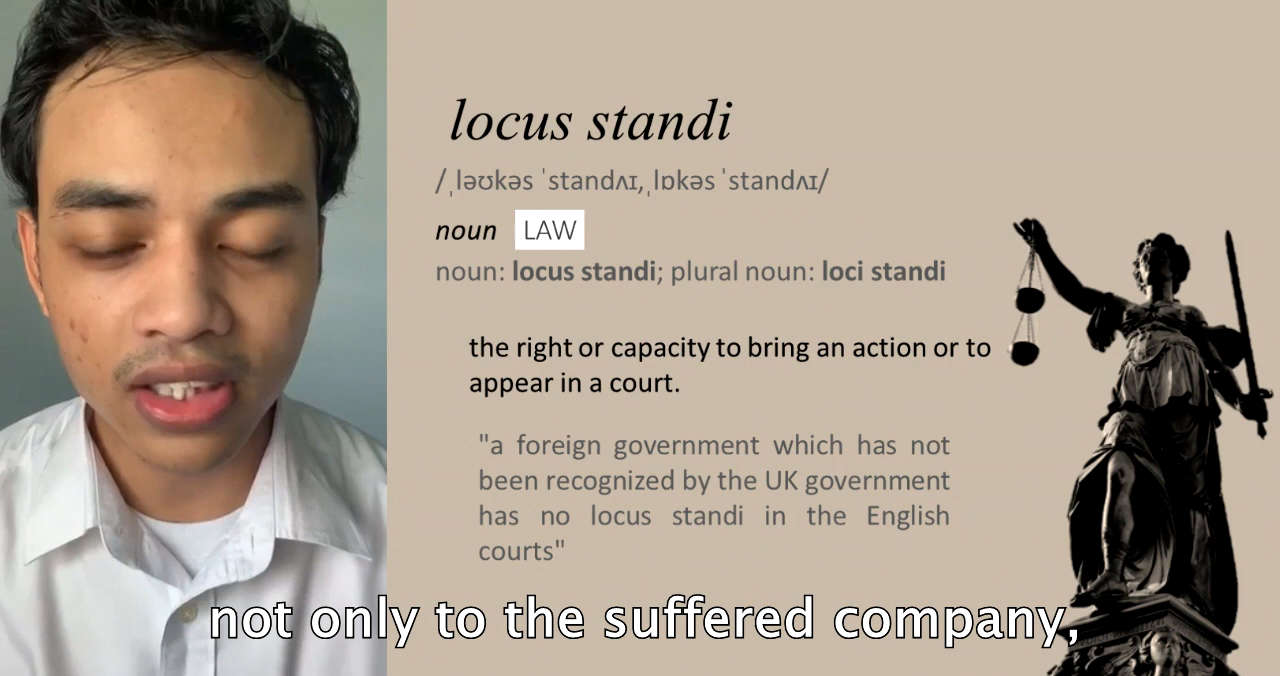 locus standi
/ˌləʊkəs ˈstandʌɪ,ˌlɒkəs ˈstandʌɪ/
noun LAW
noun: locus standi; plural noun: loci standi
the right or capacity to bring an action or to
appear in a court.
"a foreign government which has not
been recognized by the UK government
has no locus standi in the English
courts"
not only to the suffered company,